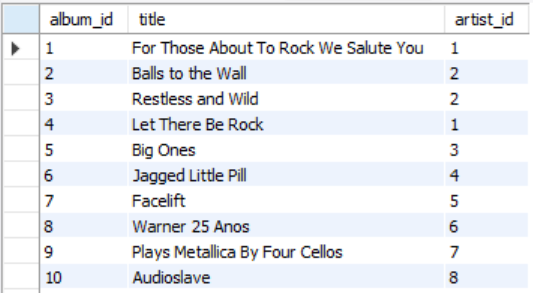 album_id title artist_id
1 For Those About To Rock We Salute You 1
2 Balls to the Wall 2
3 Restless and Wild 2
4 Let There Be Rock 1
5 Big Ones 3
6 Jagged Little Pill 4
7 Facelift 5
8 Warner 25 Anos 6
9 Plays Metallica By Four Cellos 7
10 Audioslave 8